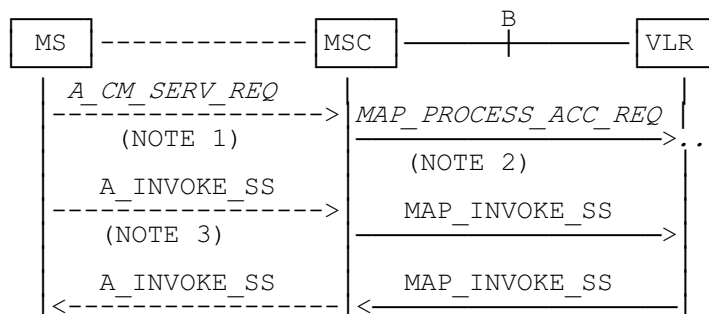 B
MS MSC VLR
A_CM_SERV_REQ
MAP_PROCESS_ACC_REQ
(NOTE 1)
..
(NOTE 2)
A_INVOKE_SS
MAP_INVOKE_SS
(NOTE 3)
A_INVOKE_SS MAP_INVOKE_SS